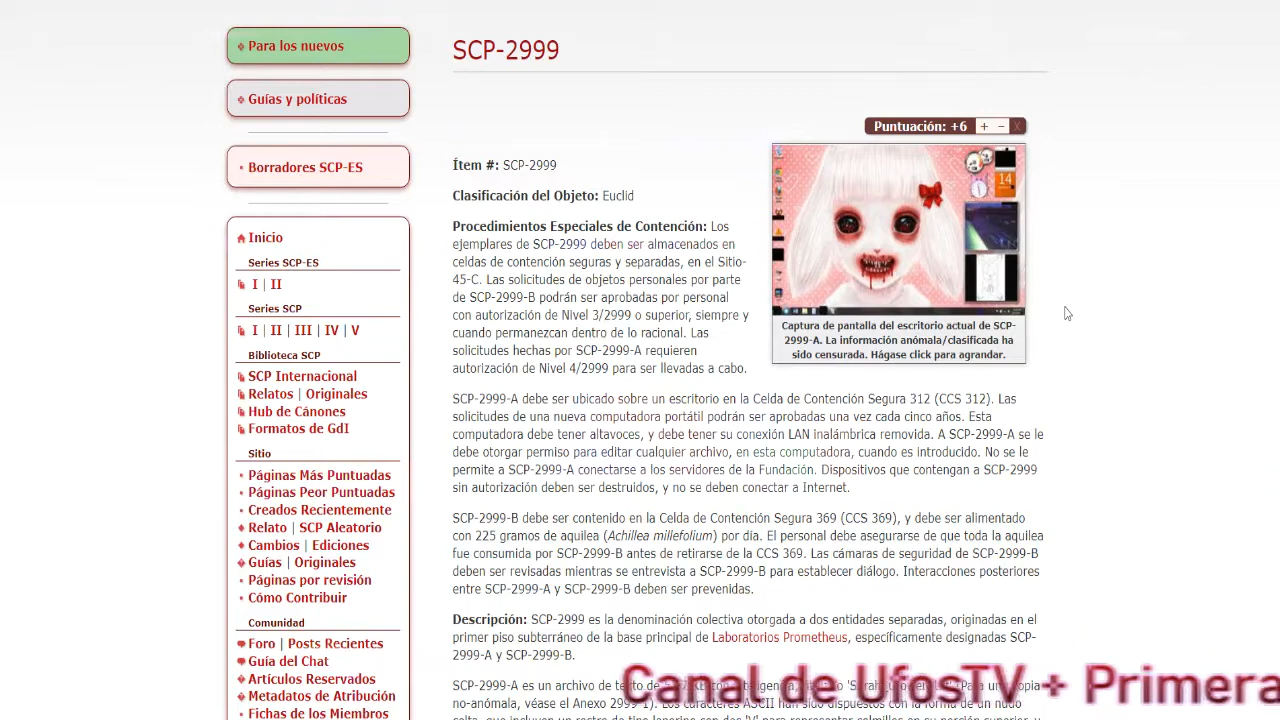 Para los nuevos
Guías y políticas
Borradores SCP-ES
Inicio
Series SCP-ES
I | II
Series SCP
I | II | III | IV | V
Biblioteca SCP
SCP Internacional
Relatos | Originales
Hub de Cánones
Formatos de GdI
Sitio
Páginas Más Puntuadas
Páginas Peor Puntuadas
Creados Recientemente
Relato | SCP Aleatorio
Cambios | Ediciones
Guías | Originales
Páginas por revisión
Cómo Contribuir
Comunidad
Foro | Posts Recientes
Guía del Chat
Artículos Reservados
Metadatos de Atribución
Fichas de los Miembros
SCP-2999
Puntuación: +6 + − X
14
Captura de pantalla del escritorio actual de SCP-
2999-A. La información anómala/clasificada ha
sido censurada. Hágase click para agrandar.
Ítem #: SCP-2999
Clasificación del Objeto: Euclid
Procedimientos Especiales de Contención: Los
ejemplares de SCP-2999 deben ser almacenados en
celdas de contención seguras y separadas, en el Sitio-
45-C. Las solicitudes de objetos personales por parte
de SCP-2999-B podrán ser aprobadas por personal
con autorización de Nivel 3/2999 o superior, siempre y
cuando permanezcan dentro de lo racional. Las
solicitudes hechas por SCP-2999-A requieren
autorización de Nivel 4/2999 para ser llevadas a cabo.
SCP-2999-A debe ser ubicado sobre un escritorio en la Celda de Contención Segura 312 (CCS 312). Las
solicitudes de una nueva computadora portátil podrán ser aprobadas una vez cada cinco años. Esta
computadora debe tener altavoces, y debe tener su conexión LAN inalámbrica removida. A SCP-2999-A se le
debe otorgar permiso para editar cualquier archivo, en esta computadora, cuando es introducido. No se le
permite a SCP-2999-A conectarse a los servidores de la Fundación. Dispositivos que contengan a SCP-2999
sin autorización deben ser destruidos, y no se deben conectar a Internet.
SCP-2999-B debe ser contenido en la Celda de Contención Segura 369 (CCS 369), y debe ser alimentado
con 225 gramos de aquilea (Achillea millefolium) por día. El personal debe asegurarse de que toda la aquilea
fue consumida por SCP-2999-B antes de retirarse de la CCS 369. Las cámaras de seguridad de SCP-2999-B
deben ser revisadas mientras se entrevista a SCP-2999-B para establecer diálogo. Interacciones posteriores
entre SCP-2999-A y SCP-2999-B deben ser prevenidas.
Descripción: SCP-2999 es la denominación colectiva otorgada a dos entidades separadas, originadas en el
primer piso subterráneo de la base principal de Laboratorios Prometheus, específicamente designadas SCP-
2999-A y SCP-2999-B.
SCP-2999-A es un archivo de texto de
no-anómala, véase el Anexo 2999-1). Los caracteres ASCII han sido dispuestos con la forma de un nudo
Canal de UfosTV + Primera